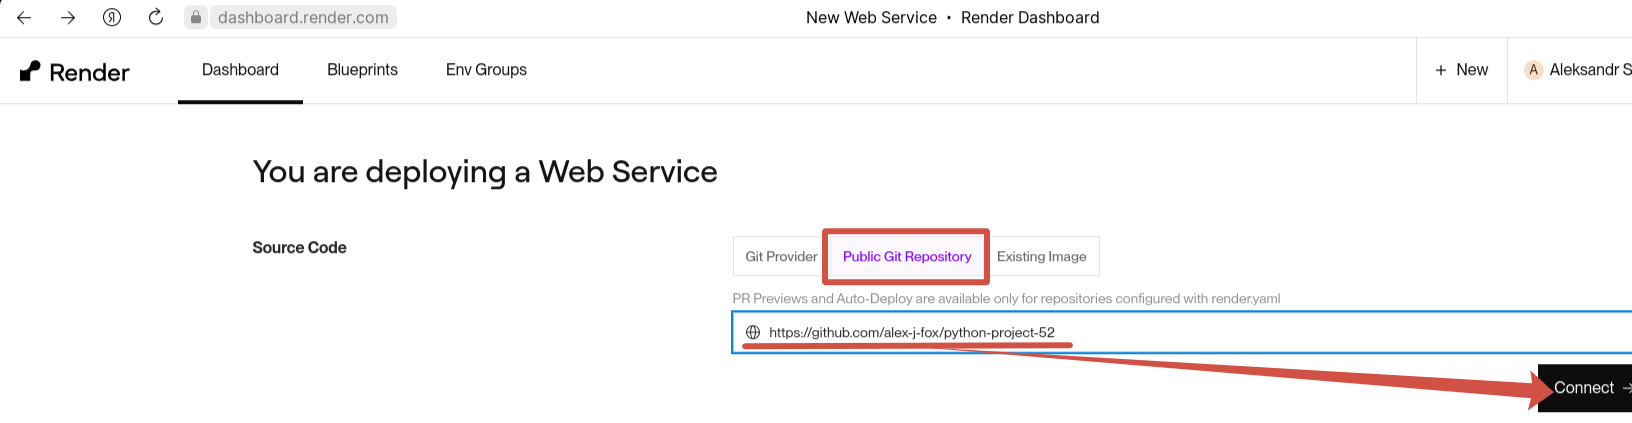 dashboard.render.com New Web Service • Render Dashboard
Render Dashboard Blueprints Env Groups + New A Aleksandr S
You are deploying a Web Service
Source Code Git Provider Public Git Repository Existing Image
PR Previews and Auto-Deploy are available only for repositories configured with render.yaml
https://github.com/alex-j-fox/python-project-52
Connect →